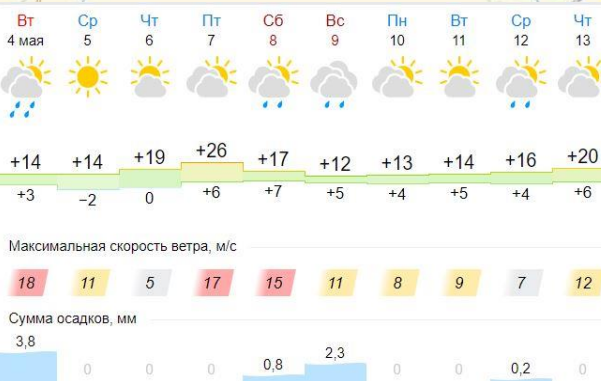 Вт Ср Чт Пт Сб Вс Пн Вт Ср Чт
4 мая 5 6 7 8 9 10 11 12 13
+14 +14 +19 +26 +17 +12 +13 +14 +16 +20
+3 −2 0 +6 +7 +5 +4 +5 +4 +6
Максимальная скорость ветра, м/с
18 11 5 17 15 11 8 9 7 12
Сумма осадков, мм
3,8 0 0 0 0,8 2,3 0 0 0,2 0